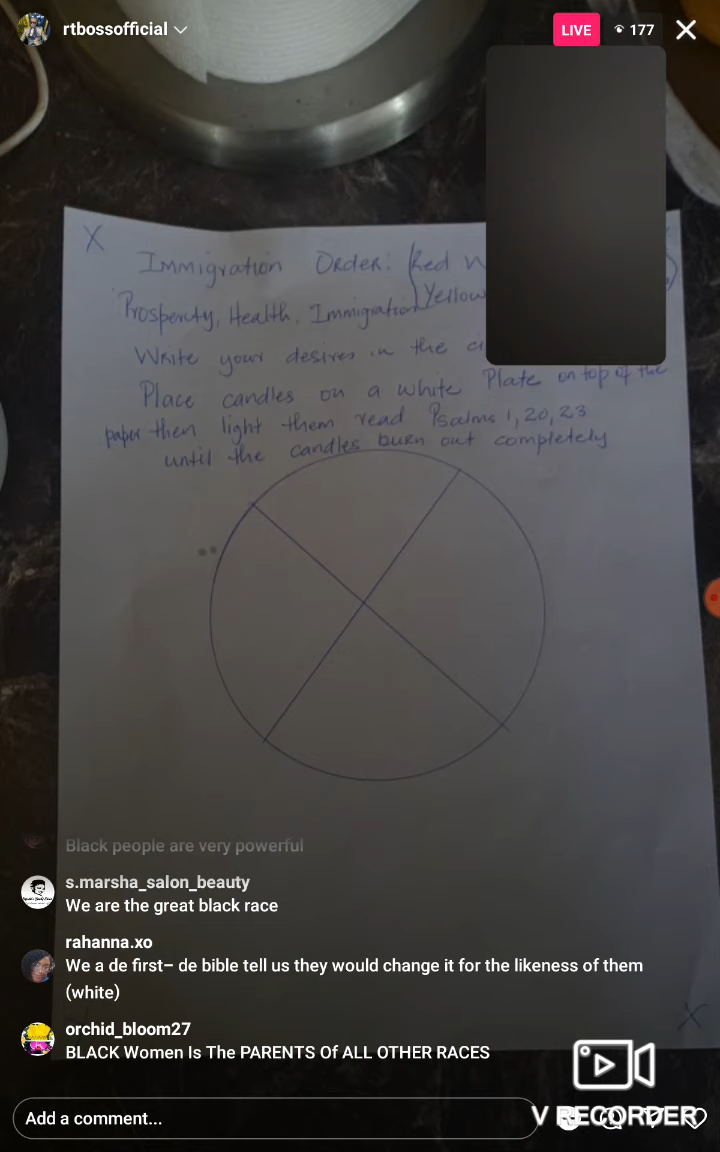 rtbossofficial
LIVE
177
X
Immigration Order: (Red
Prosperity, Health, Immigration Yellow
Write your desires in the
Place candles on a white Plate on top of the
paper then light them read Psalms 1, 20, 23
until the candles burn out completely
Black people are very powerful
s.marsha_salon_beauty
We are the great black race
rahanna.xo
We a de first– de bible tell us they would change it for the likeness of them
(white)
X
orchid_bloom27
BLACK Women Is The PARENTS Of ALL OTHER RACES
Add a comment...
V RECORDER